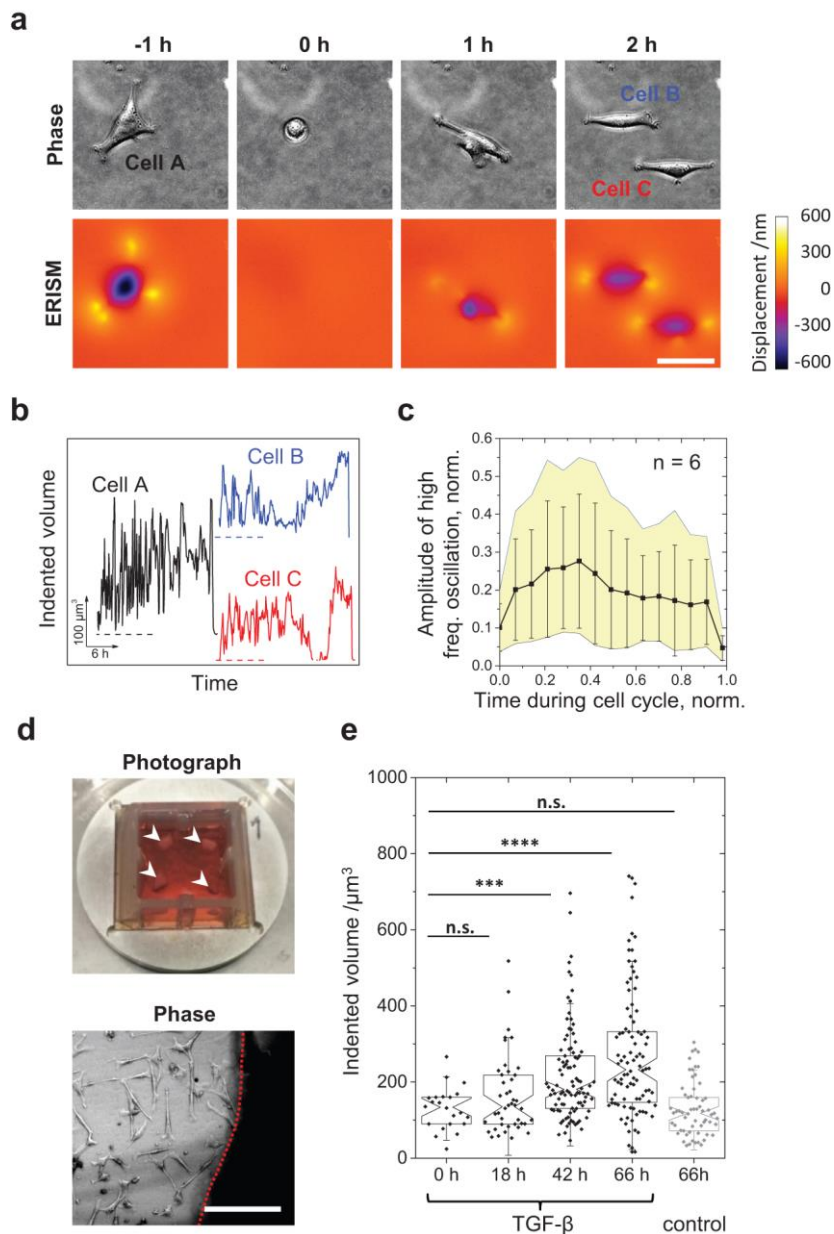 a
-1 h
0 h
1 h
2 h
Phase
Cell A
Cell B
Cell C
ERISM
600
300
0
-300
-600
Displacement /nm
b
Indented volume
Cell A
Cell B
Cell C
100 µm³
6 h
Time
c
Amplitude of high
freq. oscillation, norm.
0.6
0.5
0.4
0.3
0.2
0.1
0.0
n = 6
0.0 0.2 0.4 0.6 0.8 1.0
Time during cell cycle, norm.
d
Photograph
Phase
e
Indented volume /µm³
1000
800
600
400
200
0
n.s.
****
***
n.s.
0 h 18 h 42 h 66 h 66h
TGF-β control